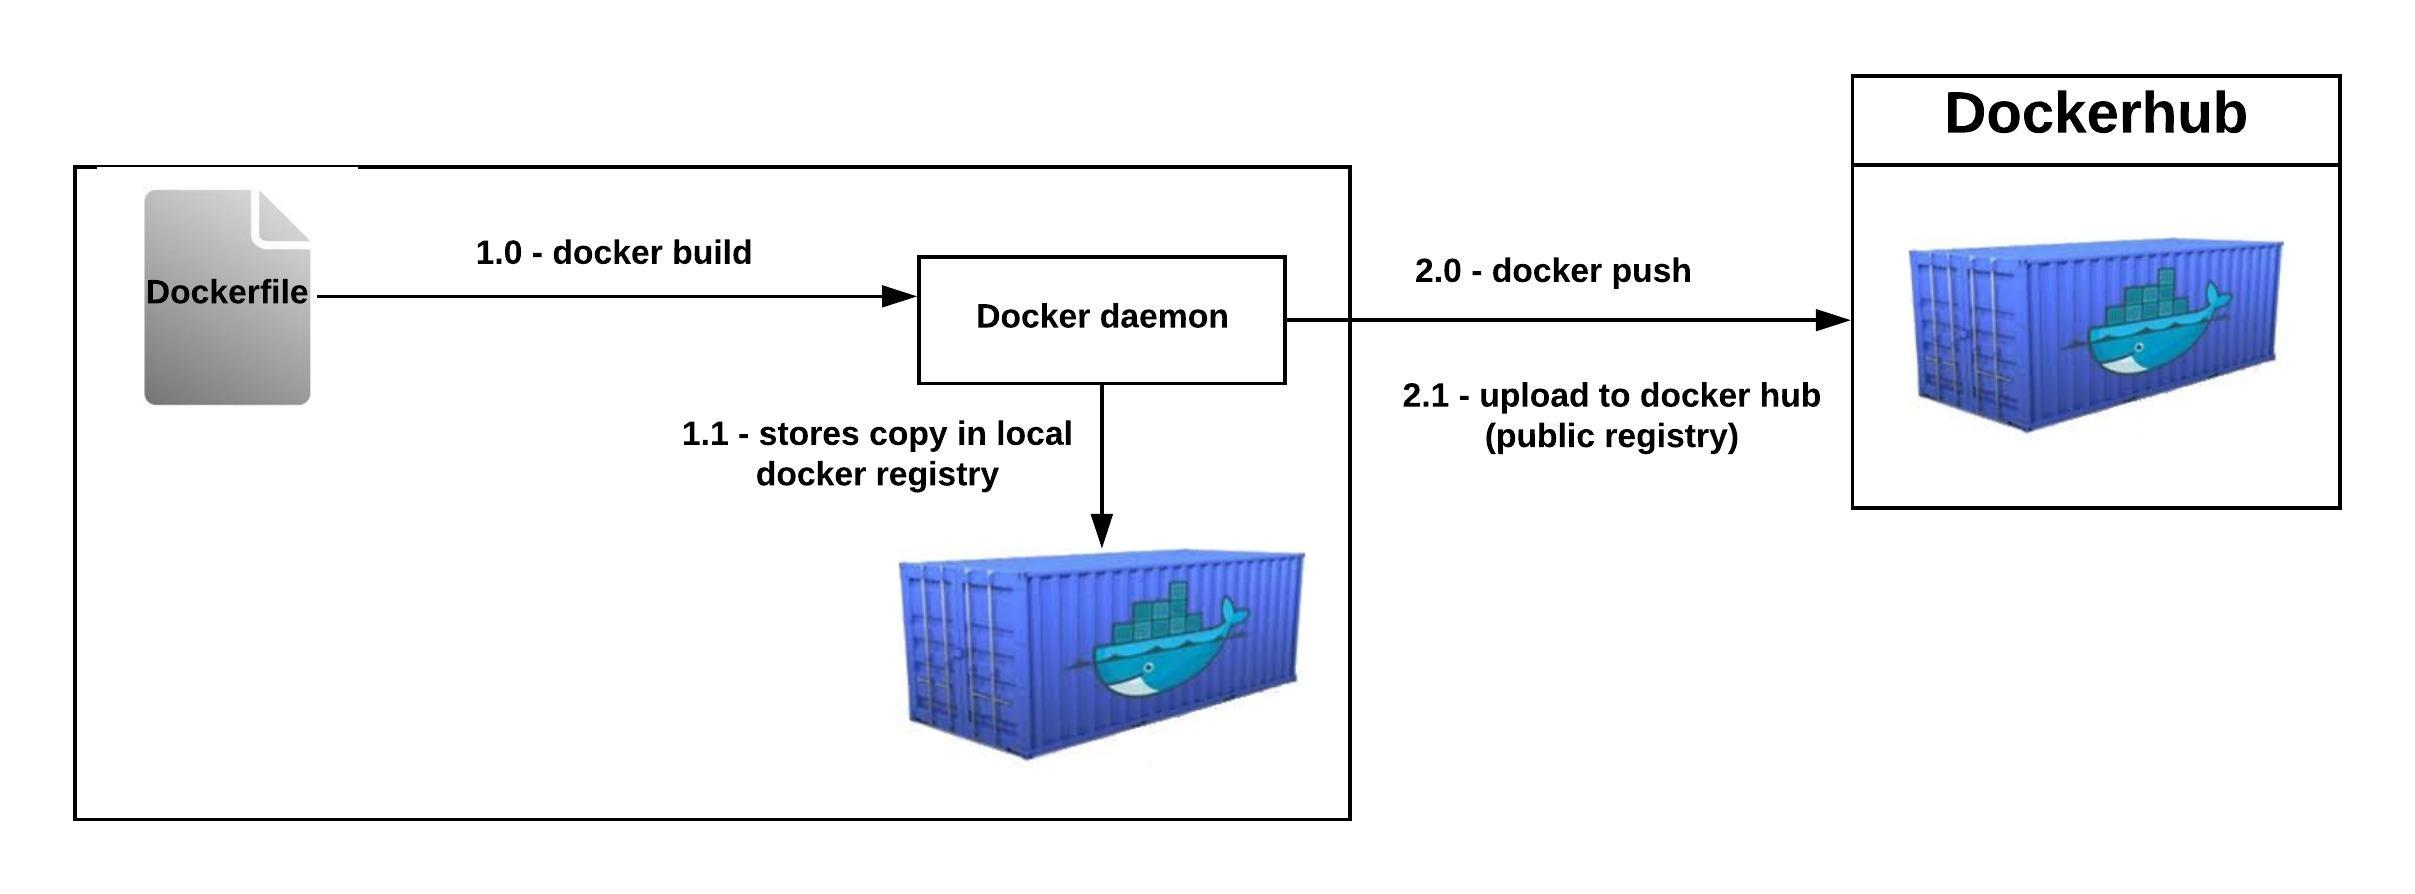 Dockerhub
Dockerfile
1.0 - docker build
Docker daemon
1.1 - stores copy in local
docker registry
2.0 - docker push
2.1 - upload to docker hub
(public registry)